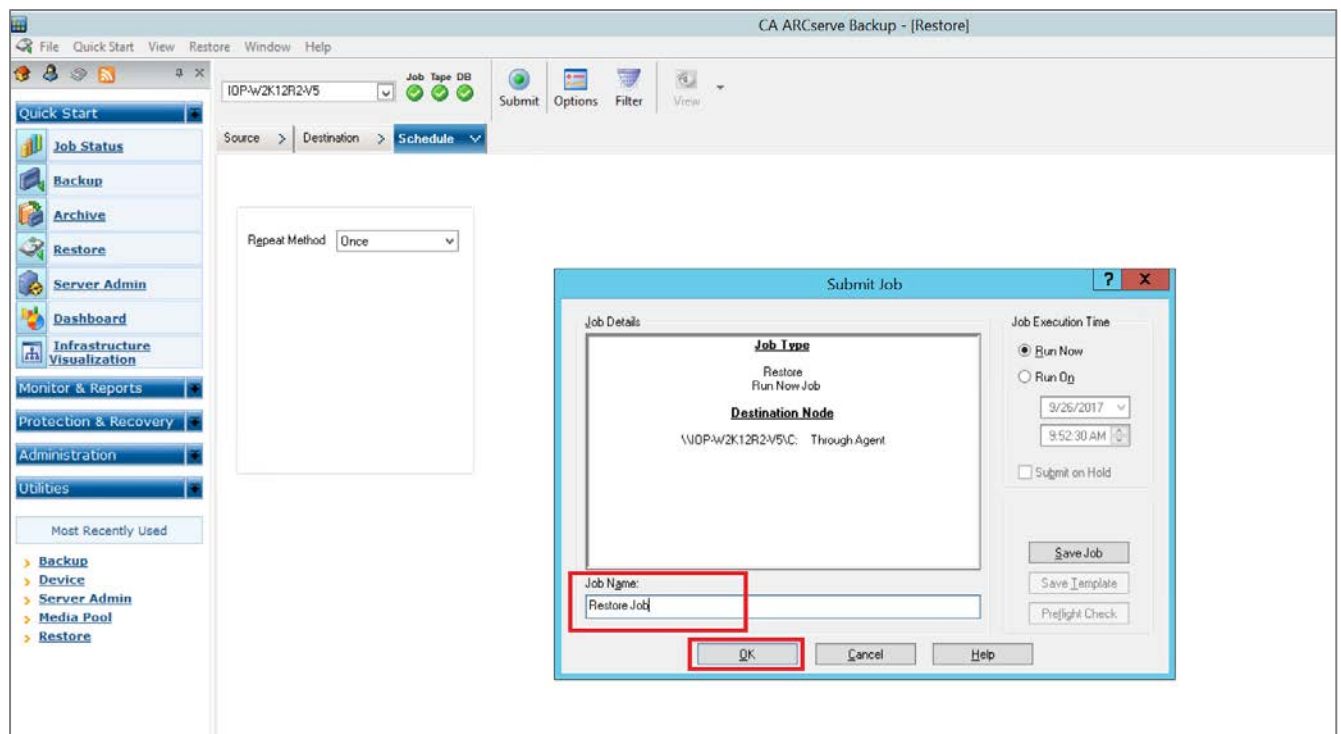 CA ARCserve Backup - [Restore]
File Quick Start View Restore Window Help
IOP-W2K12R2-V5
Job Tape DB
Submit Options Filter View
Quick Start
Source > Destination > Schedule
Job Status
Backup
Archive
Restore
Server Admin
Dashboard
Infrastructure
Visualization
Monitor & Reports
Protection & Recovery
Administration
Utilities
Most Recently Used
Backup
Device
Server Admin
Media Pool
Restore
Repeat Method Once
Submit Job
? X
Job Details
Job Type
Restore
Run Now Job
Destination Node
\\IOP-W2K12R2-V5\C: Through Agent
Job Name:
Restore Job
Job Execution Time
Run Now
Run On
9/26/2017
9:52:30 AM
Submit on Hold
Save Job
Save Template
Preflight Check
OK Cancel Help